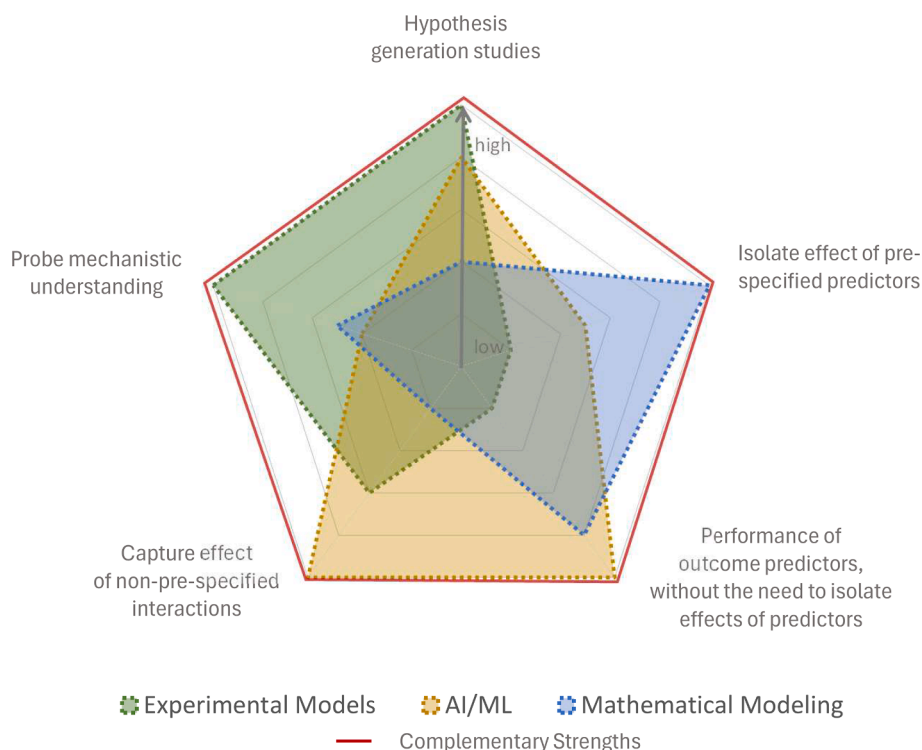 Hypothesis
generation studies
high
Probe mechanistic
understanding
Isolate effect of pre-
specified predictors
low
Capture effect
of non-pre-specified
interactions
Performance of
outcome predictors,
without the need to isolate
effects of predictors
Experimental Models
AI/ML
Mathematical Modeling
Complementary Strengths